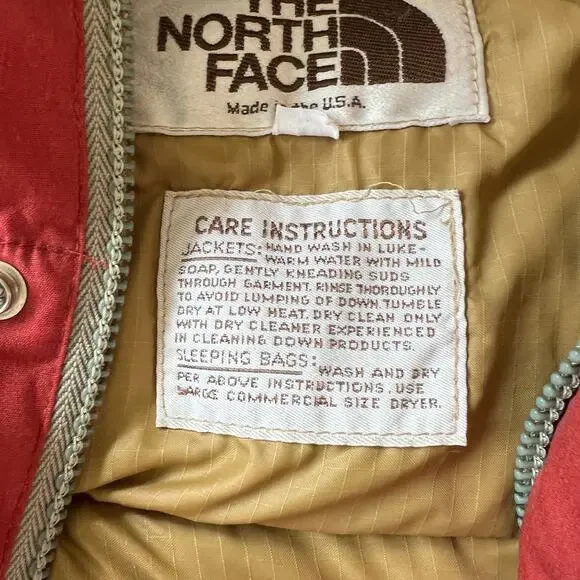 THE
NORTH
FACE
Made in the U.S.A.
CARE INSTRUCTIONS
JACKETS: HAND WASH IN LUKE-
WARM WATER WITH MILD
SOAP, GENTLY KNEADING SUDS
THROUGH GARMENT. RINSE THOROUGHLY
TO AVOID LUMPING OF DOWN TUMBLE
DRY AT LOW HEAT. DRY CLEAN ONLY
WITH DRY CLEANER EXPERIENCED
IN CLEANING DOWN PRODUCTS.
SLEEPING BAGS: WASH AND DRY
PER ABOVE INSTRUCTIONS. USE
LARGE COMMERCIAL SIZE DRYER.